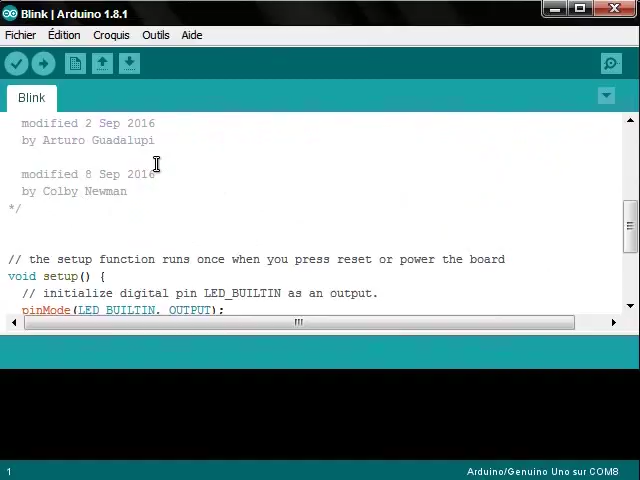 Blink | Arduino 1.8.1
Fichier Édition Croquis Outils Aide
Blink
modified 2 Sep 2016
by Arturo Guadalupi
modified 8 Sep 2016
by Colby Newman
*/
// the setup function runs once when you press reset or power the board
void setup() {
// initialize digital pin LED_BUILTIN as an output.
pinMode(LED_BUILTIN, OUTPUT);
1
Arduino/Genuino Uno sur COM8